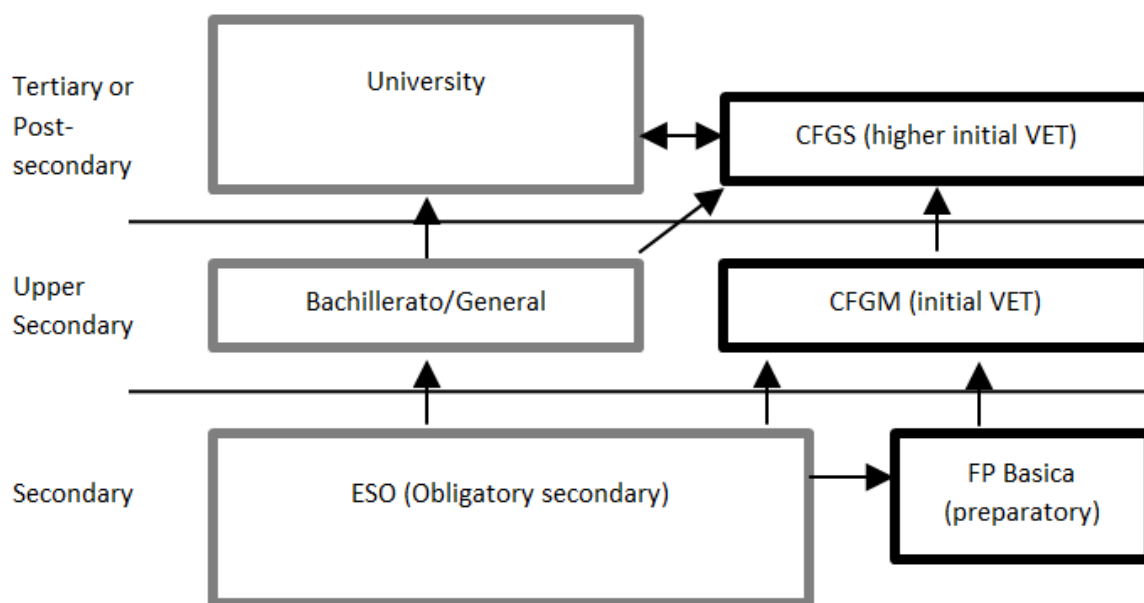 Tertiary or
Post-
secondary
University
CFGS (higher initial VET)
Upper
Secondary
Bachillerato/General
CFGM (initial VET)
Secondary
ESO (Obligatory secondary)
FP Basica
(preparatory)